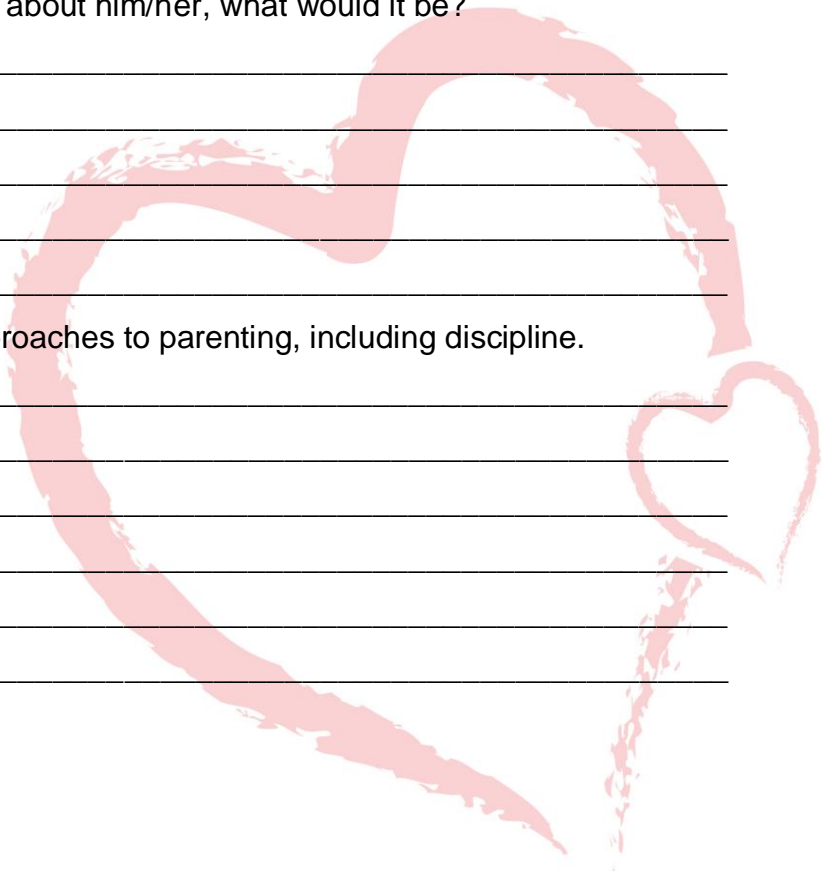 about him/her, what would it be?
roaches to parenting, including discipline.